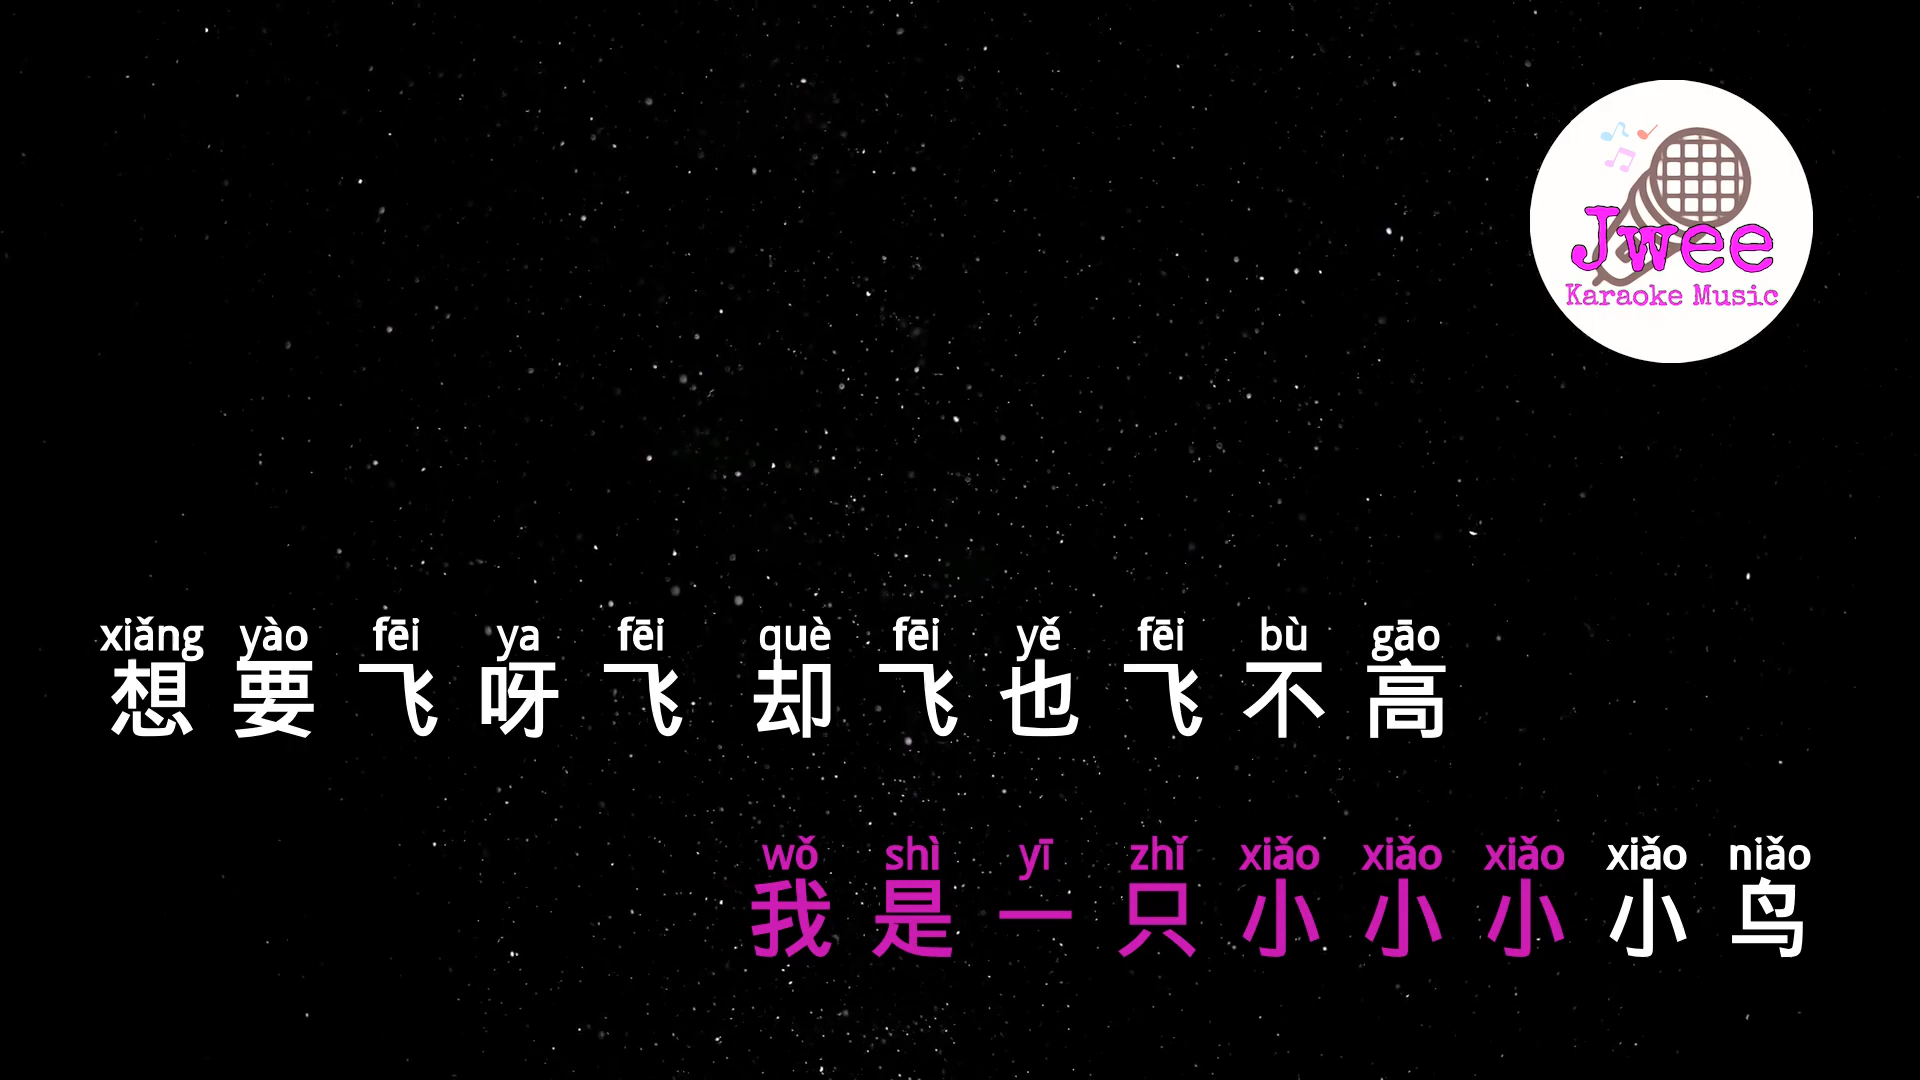 Jwee
Karaoke Music
xiǎng yào fēi ya fēi què fēi yě fēi bù gāo
想要飞呀飞 却飞也飞不高
wǒ shì yī zhǐ xiǎo xiǎo xiǎo xiǎo niǎo
我是一只小小小小鸟